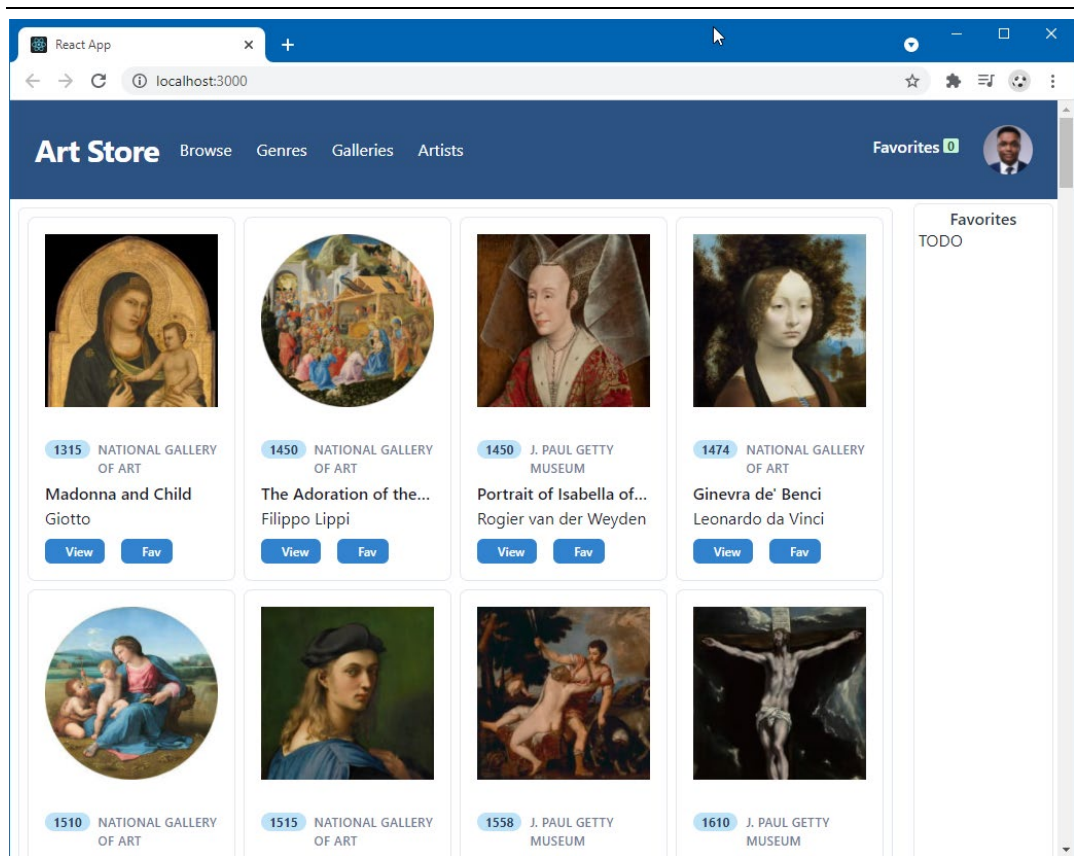 React App
localhost:3000
Art Store Browse Genres Galleries Artists Favorites 0
Favorites
TODO
1315 NATIONAL GALLERY
OF ART
Madonna and Child
Giotto
View Fav
1450 NATIONAL GALLERY
OF ART
The Adoration of the...
Filippo Lippi
View Fav
1450 J. PAUL GETTY
MUSEUM
Portrait of Isabella of...
Rogier van der Weyden
View Fav
1474 NATIONAL GALLERY
OF ART
Ginevra de' Benci
Leonardo da Vinci
View Fav
1510 NATIONAL GALLERY
OF ART
1515 NATIONAL GALLERY
OF ART
1558 J. PAUL GETTY
MUSEUM
1610 J. PAUL GETTY
MUSEUM